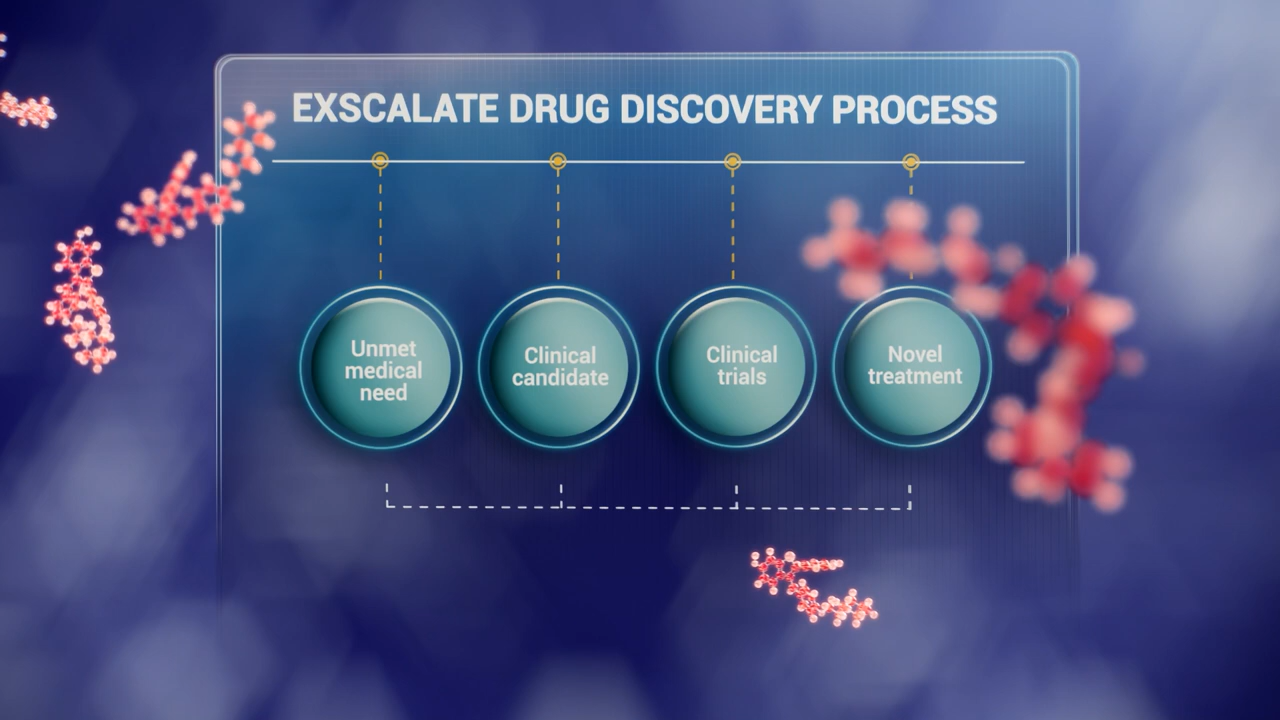 EXSCALATE DRUG DISCOVERY PROCESS
Unmet
medical
need
Clinical
candidate
Clinical
trials
Novel
treatment